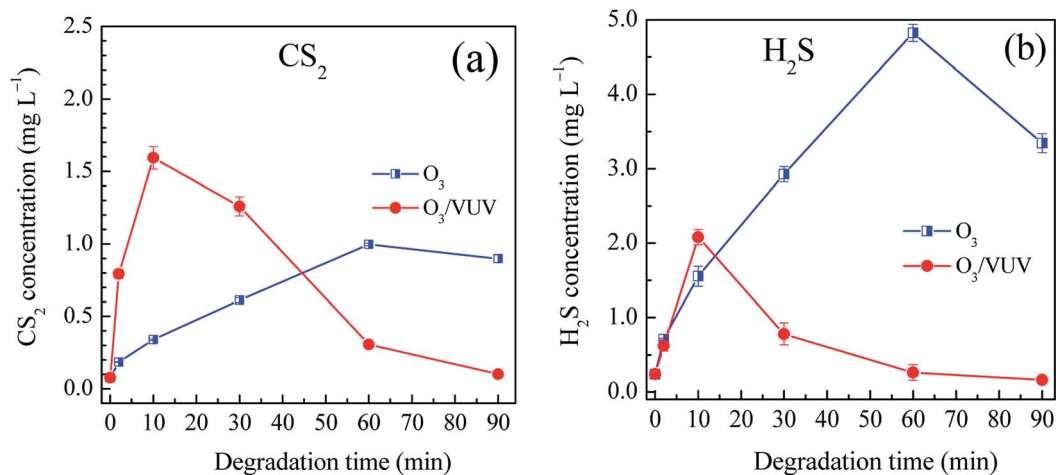 CS₂ (a)
CS₂ concentration (mg L⁻¹)
2.5
2.0
1.5
1.0
0.5
0.0
O₃
O₃/VUV
0 10 20 30 40 50 60 70 80 90
Degradation time (min)
H₂S (b)
H₂S concentration (mg L⁻¹)
5.0
4.0
3.0
2.0
1.0
0.0
O₃
O₃/VUV
0 10 20 30 40 50 60 70 80 90
Degradation time (min)